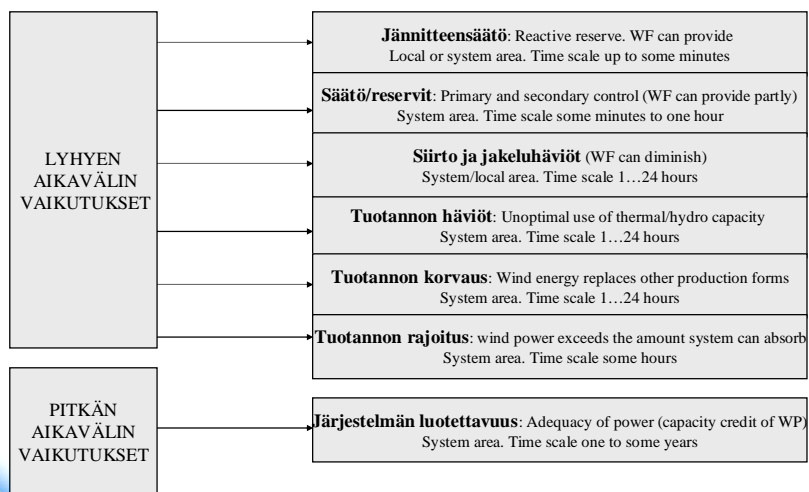 LYHYEN
AIKAVÄLIN
VAIKUTUKSET
Jännitteensäätö: Reactive reserve. WF can provide
Local or system area. Time scale up to some minutes
Säätö/reservit: Primary and secondary control (WF can provide partly)
System area. Time scale some minutes to one hour
Siirto ja jakeluhäviöt (WF can diminish)
System/local area. Time scale 1…24 hours
Tuotannon häviöt: Unoptimal use of thermal/hydro capacity
System area. Time scale 1…24 hours
Tuotannon korvaus: Wind energy replaces other production forms
System area. Time scale 1…24 hours
Tuotannon rajoitus: wind power exceeds the amount system can absorb
System area. Time scale some hours
PITKÄN
AIKAVÄLIN
VAIKUTUKSET
Järjestelmän luotettavuus: Adequacy of power (capacity credit of WP)
System area. Time scale one to some years